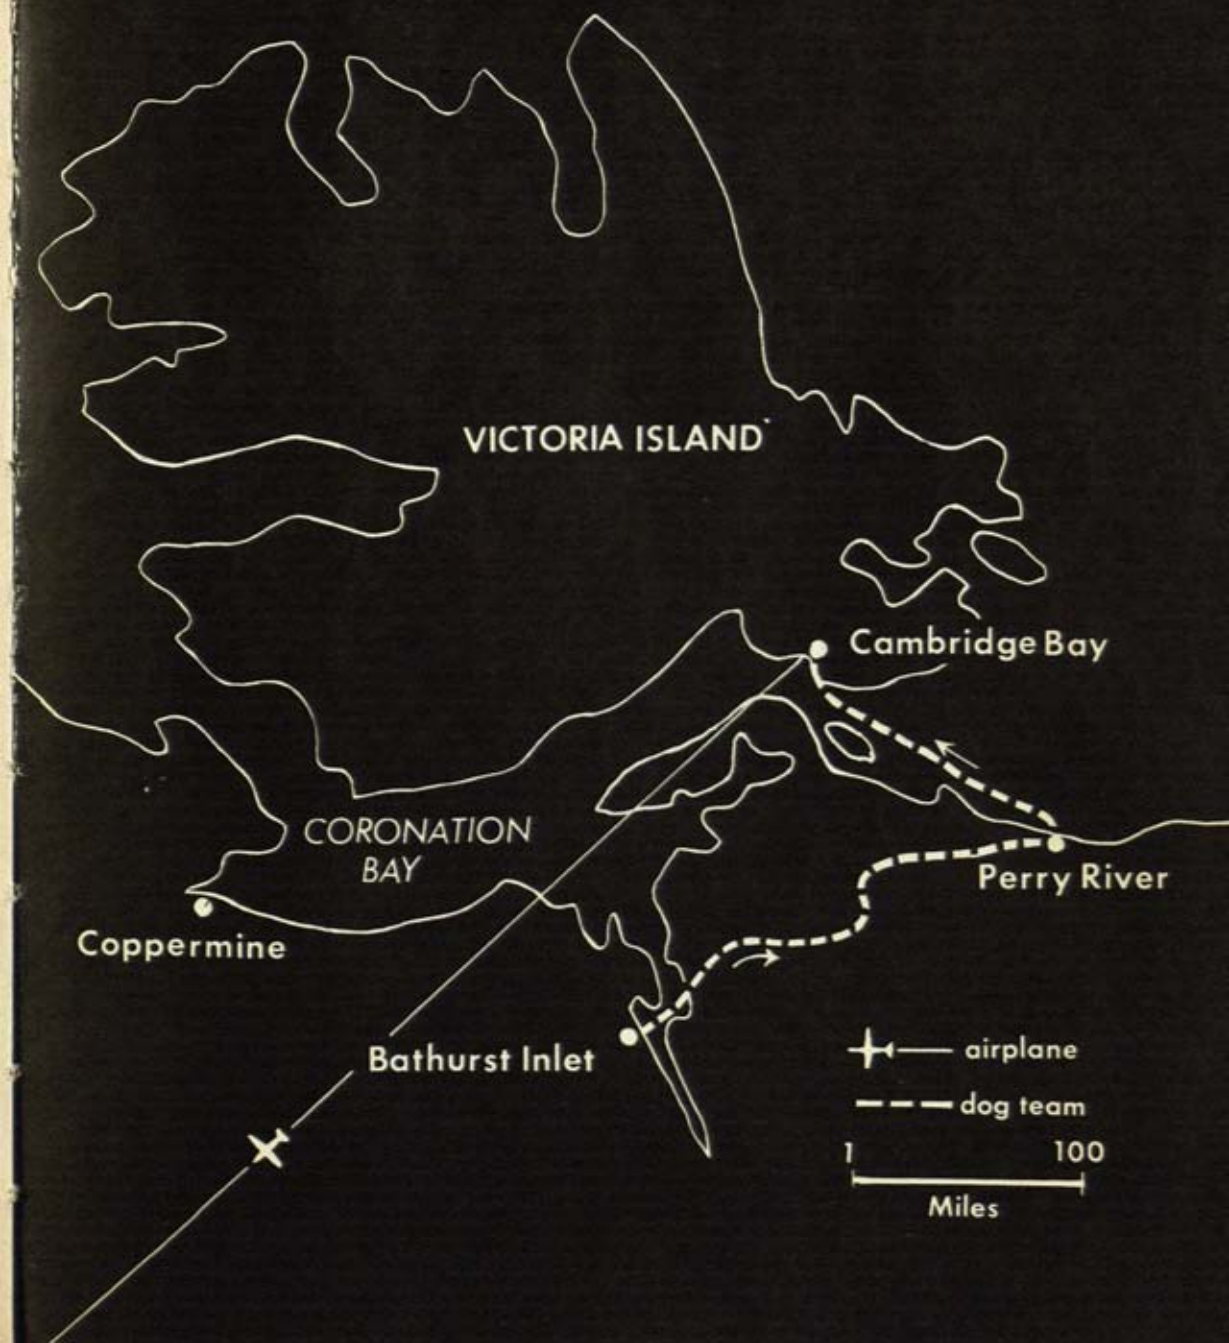 VICTORIA ISLAND
Cambridge Bay
CORONATION
BAY
Perry River
Coppermine
Bathurst Inlet
airplane
dog team
1 100
Miles